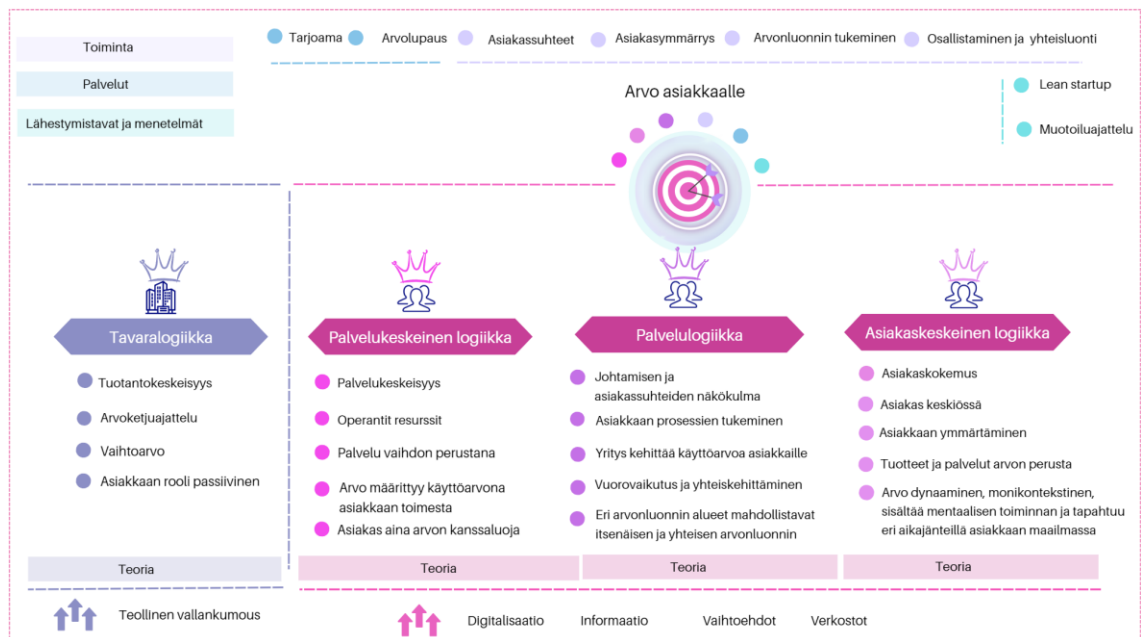 Toiminta
Palvelut
Lähestymistavat ja menetelmät
Tarjoama Arvolupaus Asiakassuhteet Asiakasymmärrys Arvonluonnin tukeminen Osallistaminen ja yhteisluonti
Arvo asiakkaalle
Lean startup
Muotoiluajattelu
Tavaralogiikka
Tuotantokeskeisyys
Arvoketjuajattelu
Vaihtoarvo
Asiakkaan rooli passiivinen
Teoria
Palvelukeskeinen logiikka
Palvelukeskeisyys
Operantit resurssit
Palvelu vaihdon perustana
Arvo määrittyy käyttöarvona
asiakkaan toimesta
Asiakas aina arvon kanssaluoja
Teoria
Palvelulogiikka
Johtamisen ja
asiakassuhteiden näkökulma
Asiakkaan prosessien tukeminen
Yritys kehittää käyttöarvoa asiakkaille
Vuorovaikutus ja yhteiskehittäminen
Eri arvonluonnin alueet mahdollistavat
itsenäisen ja yhteisen arvonluonnin
Teoria
Asiakaskeskeinen logiikka
Asiakaskokemus
Asiakas keskiössä
Asiakkaan ymmärtäminen
Tuotteet ja palvelut arvon perusta
Arvo dynaaminen, monikontekstinen,
sisältää mentaalisen toiminnan ja tapahtuu
eri aikajänteillä asiakkaan maailmassa
Teoria
Teollinen vallankumous
Digitalisaatio Informaatio Vaihtoehdot Verkostot